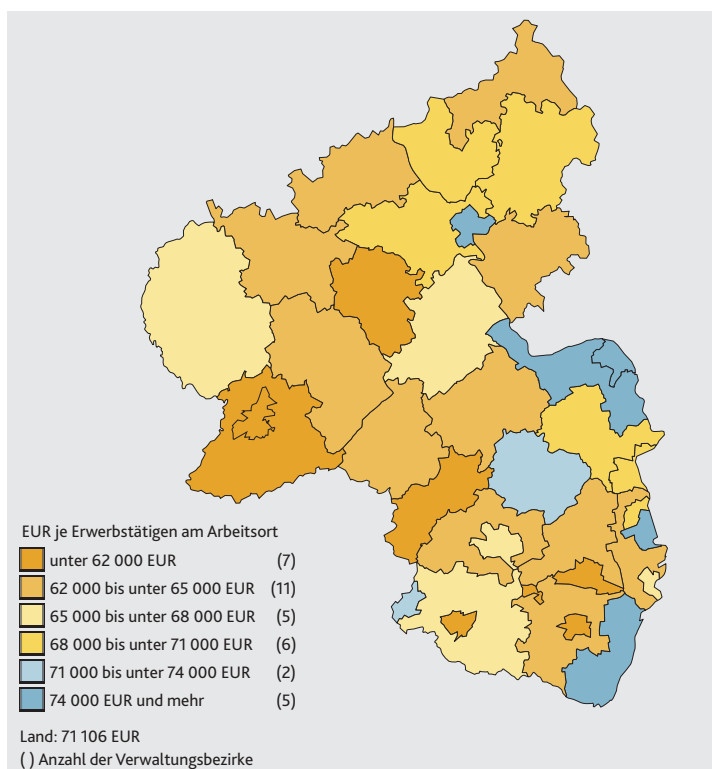 EUR je Erwerbstätigen am Arbeitsort
unter 62 000 EUR (7)
62 000 bis unter 65 000 EUR (11)
65 000 bis unter 68 000 EUR (5)
68 000 bis unter 71 000 EUR (6)
71 000 bis unter 74 000 EUR (2)
74 000 EUR und mehr (5)
Land: 71 106 EUR
( ) Anzahl der Verwaltungsbezirke